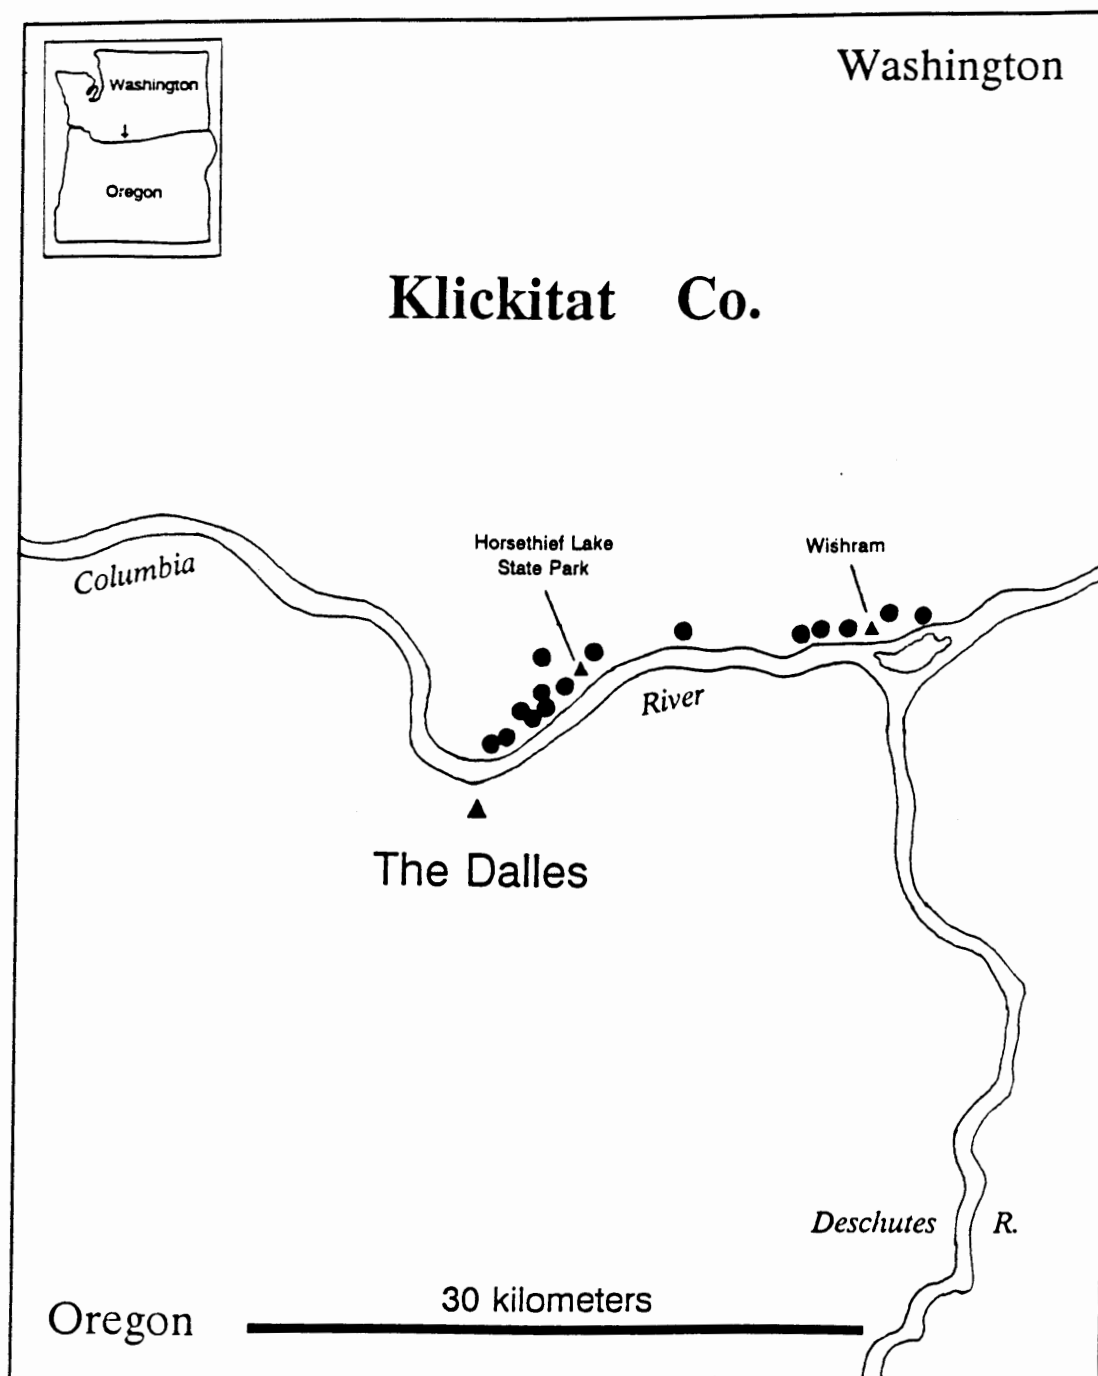 Washington
Washington
Oregon
Klickitat Co.
Horsethief Lake
State Park
Wishram
Columbia
River
The Dalles
Deschutes R.
30 kilometers
Oregon